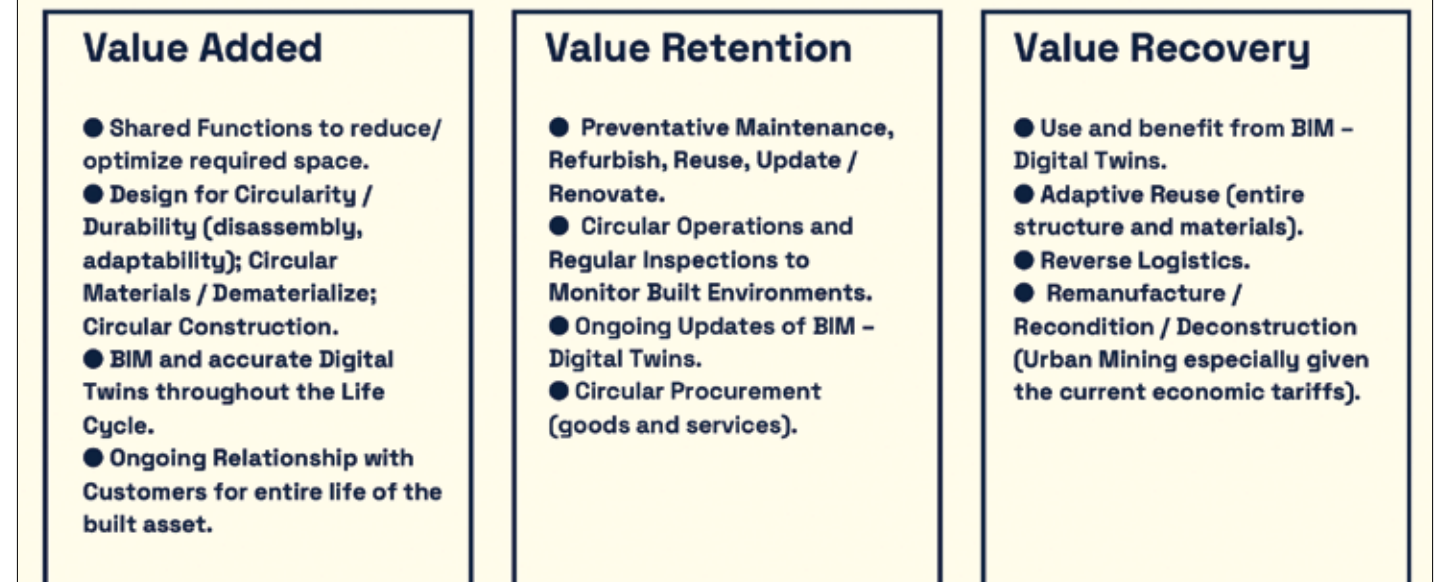 Value Added
● Shared Functions to reduce/
optimize required space.
● Design for Circularity /
Durability (disassembly,
adaptability); Circular
Materials / Dematerialize;
Circular Construction.
● BIM and accurate Digital
Twins throughout the Life
Cycle.
● Ongoing Relationship with
Customers for entire life of the
built asset.
Value Retention
● Preventative Maintenance,
Refurbish, Reuse, Update /
Renovate.
● Circular Operations and
Regular Inspections to
Monitor Built Environments.
● Ongoing Updates of BIM –
Digital Twins.
● Circular Procurement
(goods and services).
Value Recovery
● Use and benefit from BIM –
Digital Twins.
● Adaptive Reuse (entire
structure and materials).
● Reverse Logistics.
● Remanufacture /
Recondition / Deconstruction
(Urban Mining especially given
the current economic tariffs).